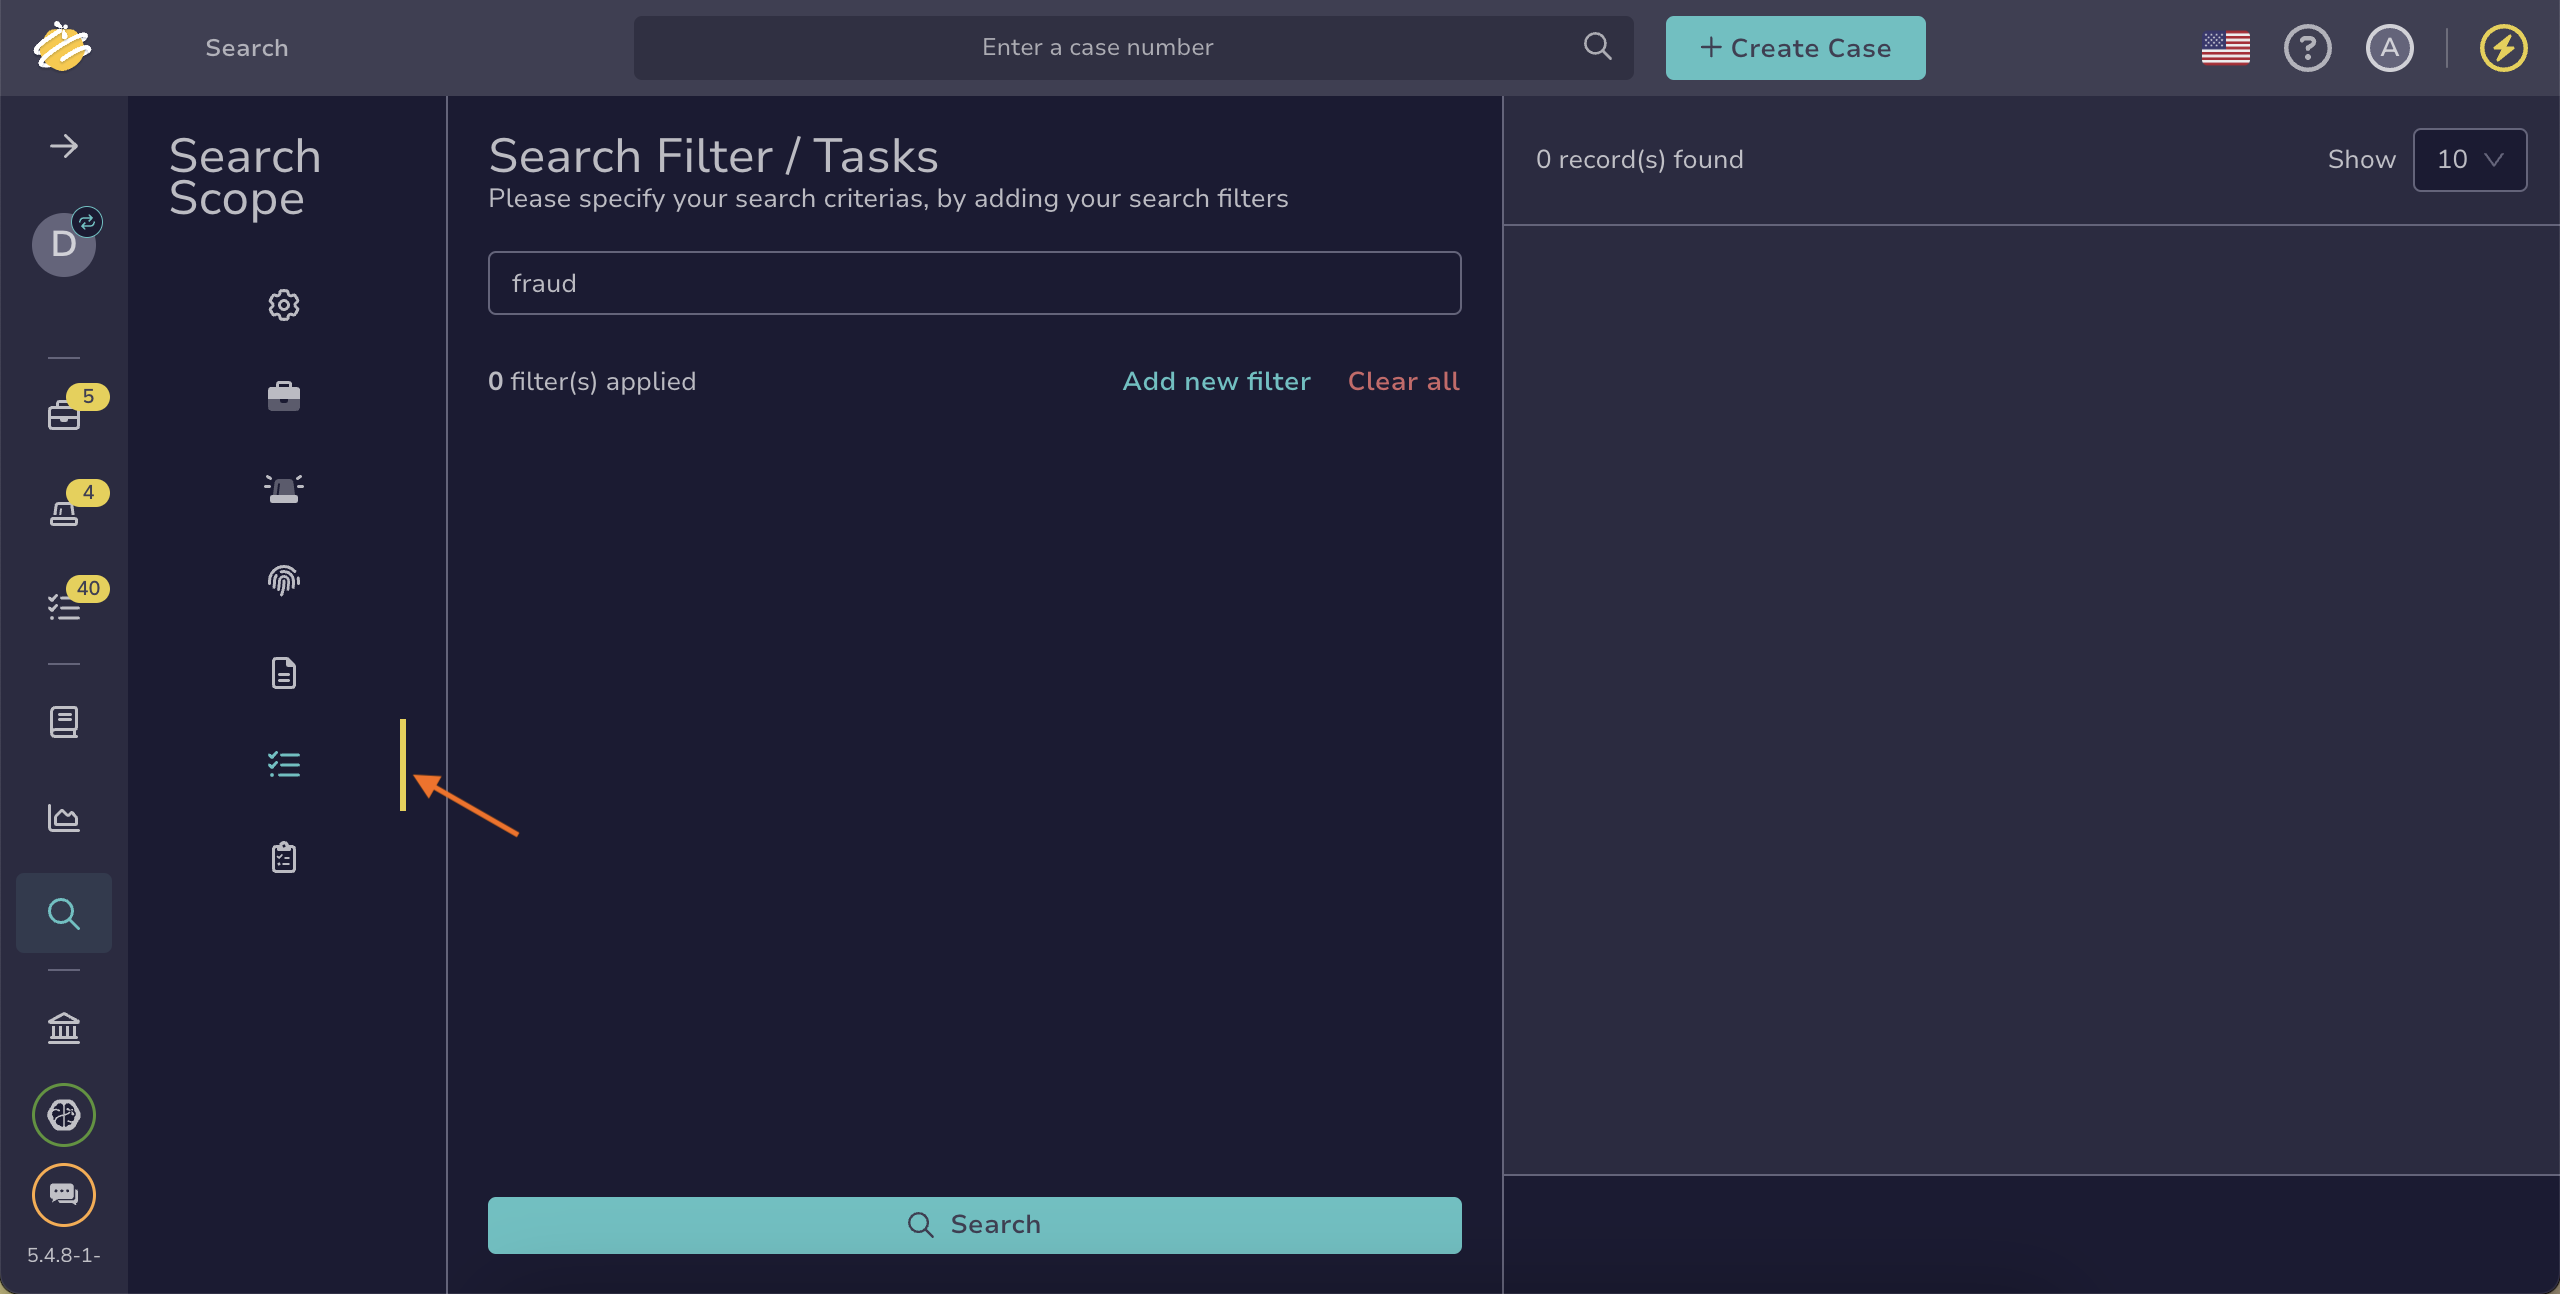 Search
Enter a case number
+ Create Case
A
D
5
4
40
5.4.8-1-
Search
Scope
Search Filter / Tasks
Please specify your search criterias, by adding your search filters
fraud
0 filter(s) applied
Add new filter
Clear all
Search
0 record(s) found
Show
10